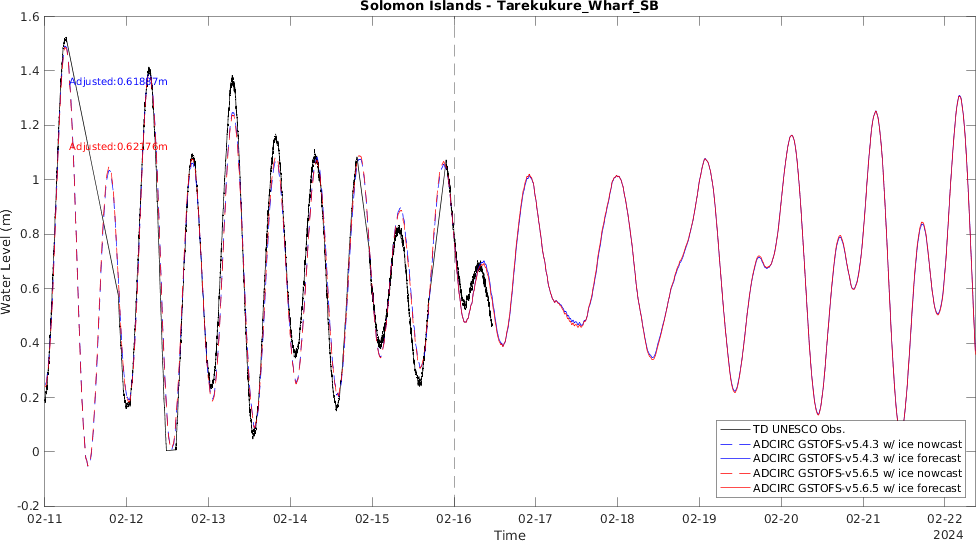 Solomon Islands - Tarekukure_Wharf_SB
1.6
1.4
1.2
1
0.8
0.6
0.4
0.2
0
-0.2
Water Level (m)
Adjusted:0.61887m
Adjusted:0.62376m
TD UNESCO Obs.
ADCIRC GSTOFS-v5.4.3 w/ ice nowcast
ADCIRC GSTOFS-v5.4.3 w/ ice forecast
ADCIRC GSTOFS-v5.6.5 w/ ice nowcast
ADCIRC GSTOFS-v5.6.5 w/ ice forecast
02-11 02-12 02-13 02-14 02-15 02-16 02-17 02-18 02-19 02-20 02-21 02-22
2024
Time